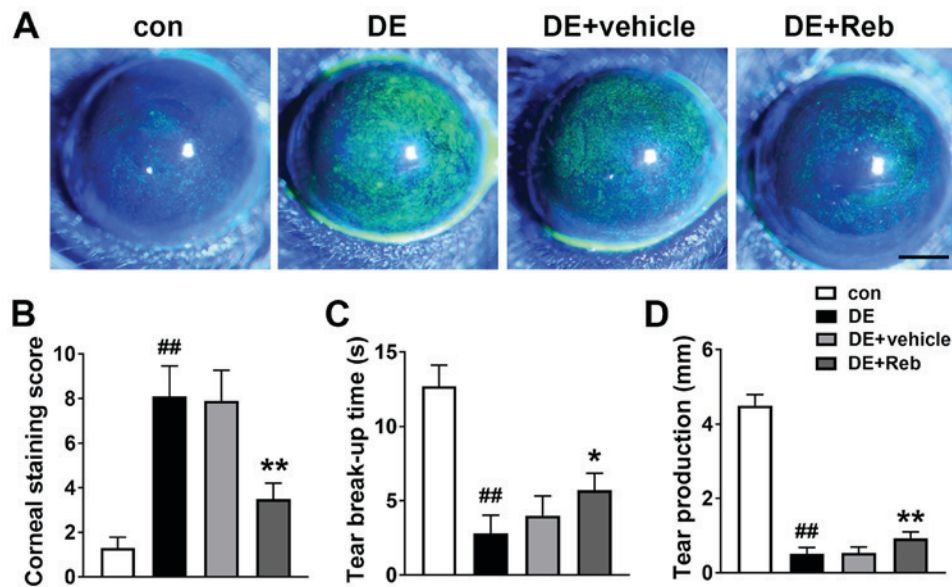 A
con
DE
DE+vehicle
DE+Reb
B
Corneal staining score
10
8
6
4
2
0
##
**
C
Tear break-up time (s)
15
10
5
0
##
*
D
Tear production (mm)
6
4
2
0
##
**
con
DE
DE+vehicle
DE+Reb